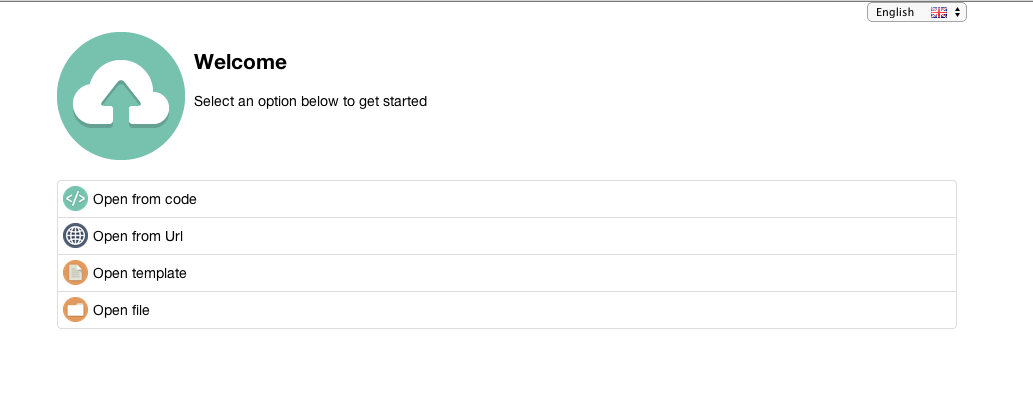 English
Welcome
Select an option below to get started
Open from code
Open from Url
Open template
Open file